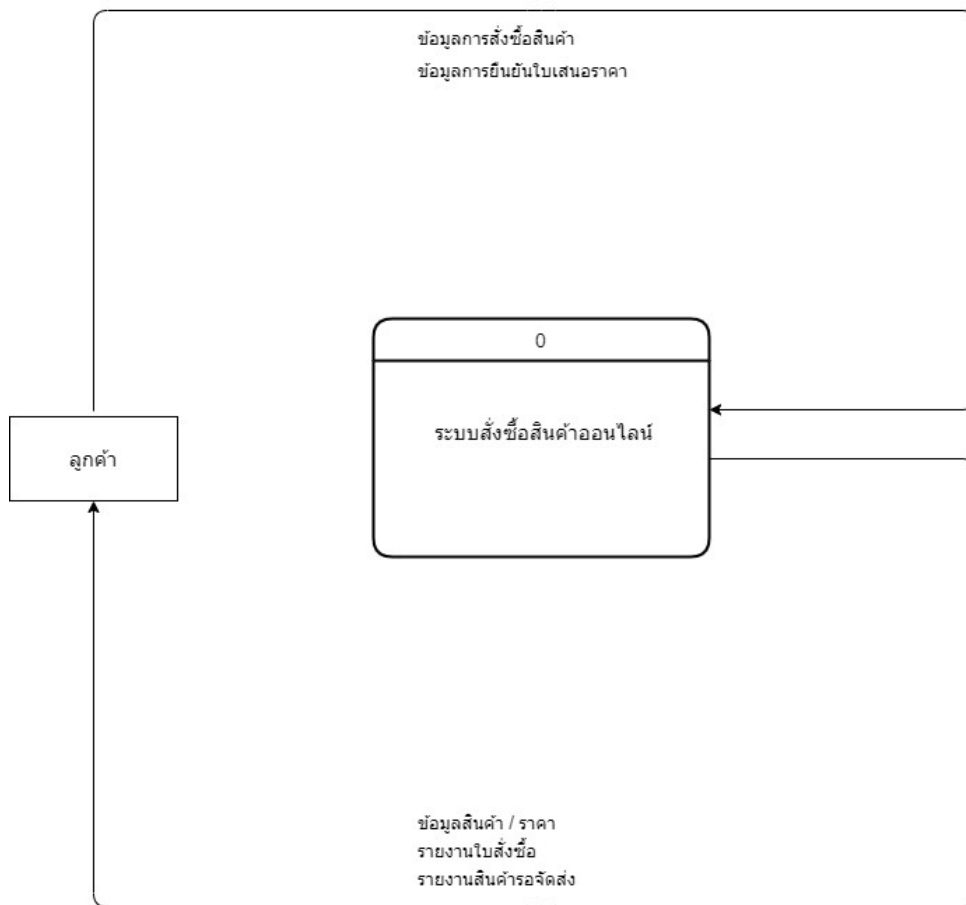 ข้อมูลการสั่งซื้อสินค้า
ข้อมูลการยืนยันใบเสนอราคา
0
ระบบสั่งซื้อสินค้าออนไลน์
ลูกค้า
ข้อมูลสินค้า / ราคา
รายงานใบสั่งซื้อ
รายงานสินค้ารอจัดส่ง